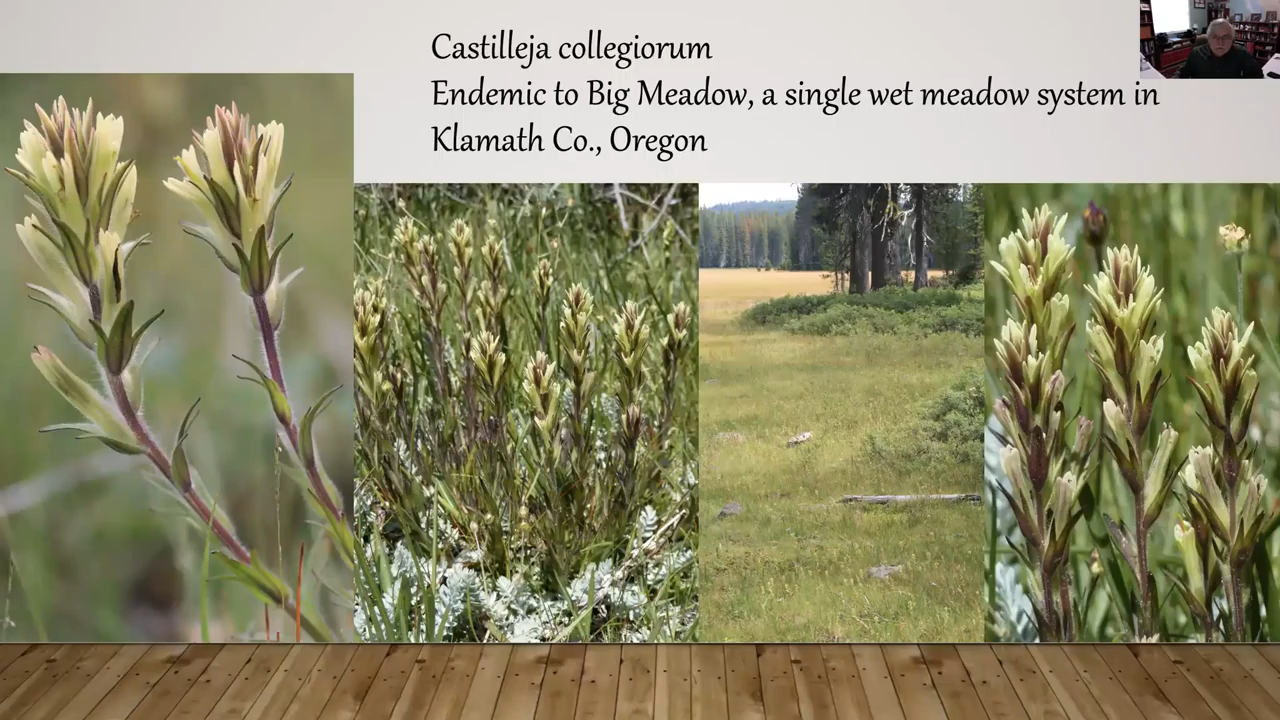 Castilleja collegiorum
Endemic to Big Meadow, a single wet meadow system in
Klamath Co., Oregon